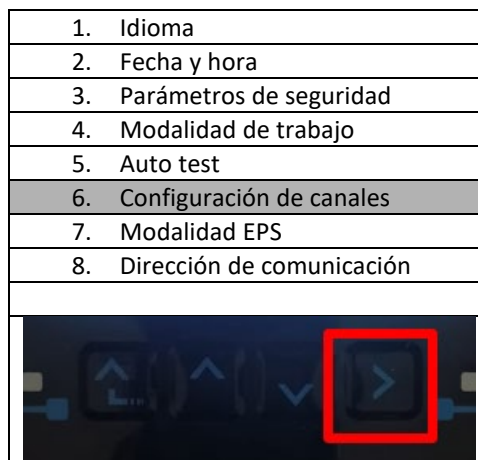 1. Idioma
2. Fecha y hora
3. Parámetros de seguridad
4. Modalidad de trabajo
5. Auto test
6. Configuración de canales
7. Modalidad EPS
8. Dirección de comunicación